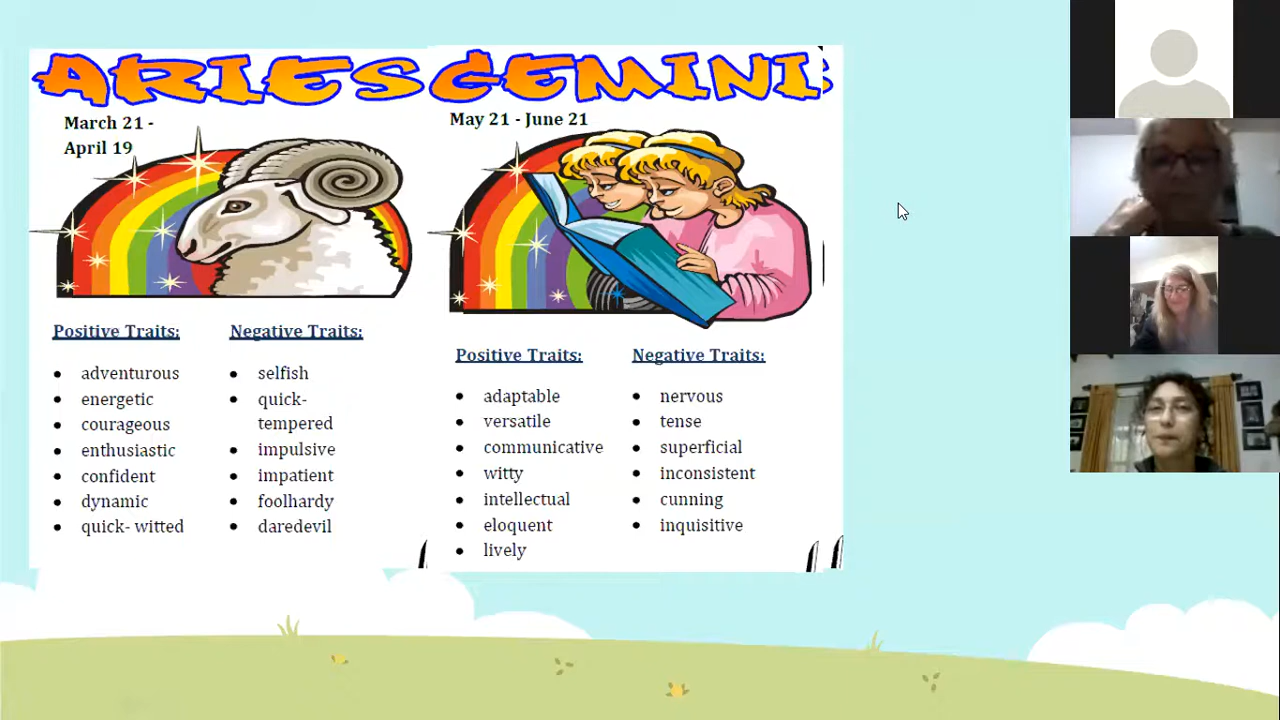 ARIES
March 21 -
April 19
Positive Traits:
adventurous
energetic
courageous
enthusiastic
confident
dynamic
quick- witted
Negative Traits:
selfish
quick-
tempered
impulsive
impatient
foolhardy
daredevil
GEMINIS
May 21 - June 21
Positive Traits:
adaptable
versatile
communicative
witty
intellectual
eloquent
lively
Negative Traits:
nervous
tense
superficial
inconsistent
cunning
inquisitive